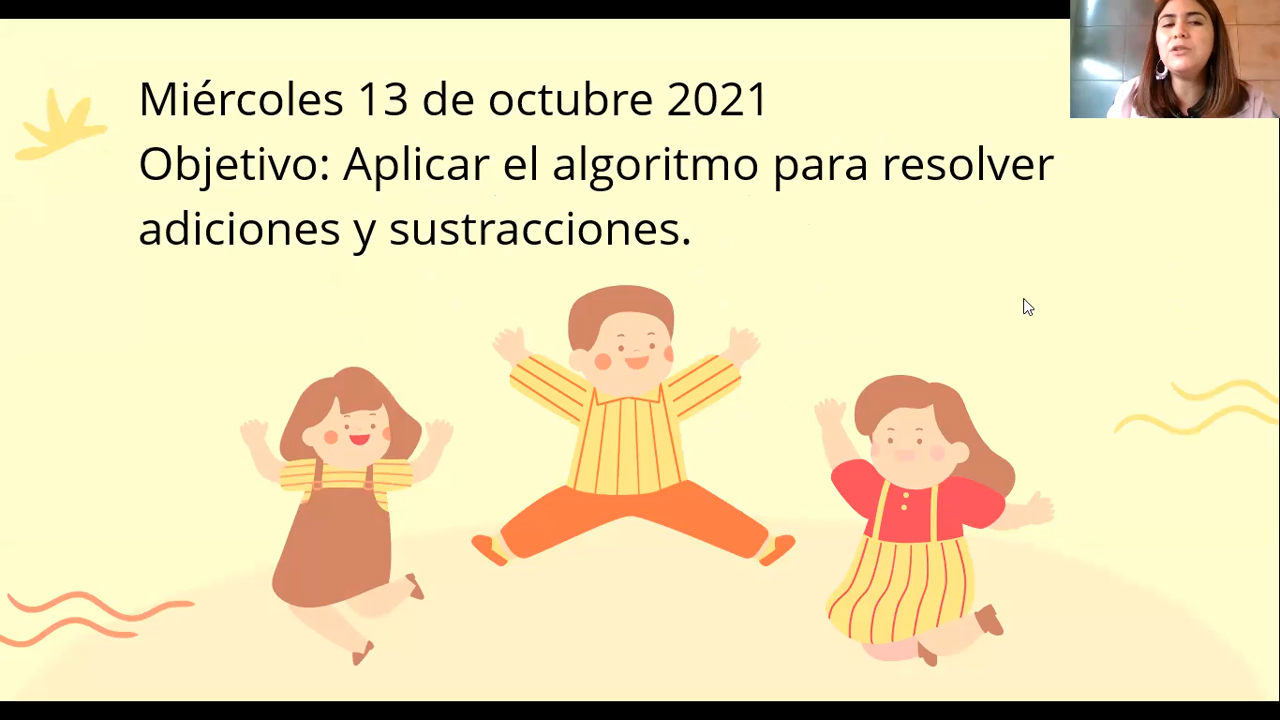 Miércoles 13 de octubre 2021
Objetivo: Aplicar el algoritmo para resolver
adiciones y sustracciones.